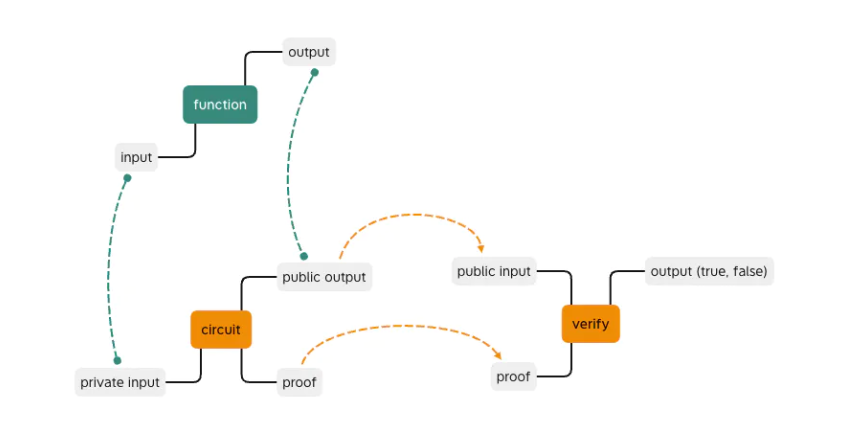 output
function
input
public output
public input
output (true, false)
circuit
verify
private input
proof
proof